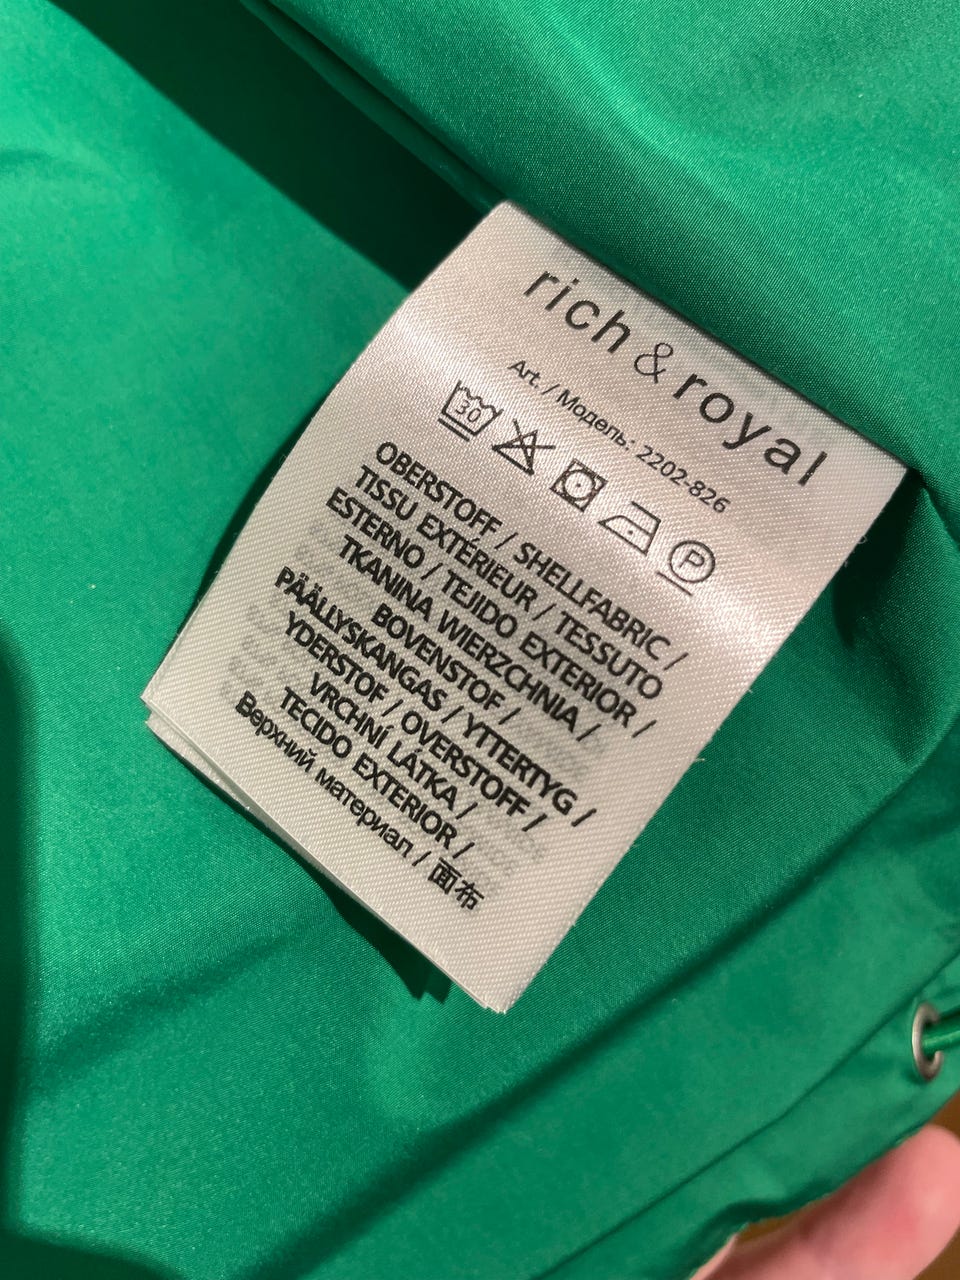 rich & royal
Art. / Модель: 2202-826
30
P
OBERSTOFF / SHELLFABRIC /
TISSU EXTÉRIEUR / TESSUTO
ESTERNO / TEJIDO EXTERIOR /
TKANINA WIERZCHNIA /
BOVENSTOF /
PÄÄLLYSKANGAS / YTTERTYG /
YDERSTOF / OVERSTOFF /
VRCHNÍ LÁTKA /
TECIDO EXTERIOR /
Верхний материал / 面布